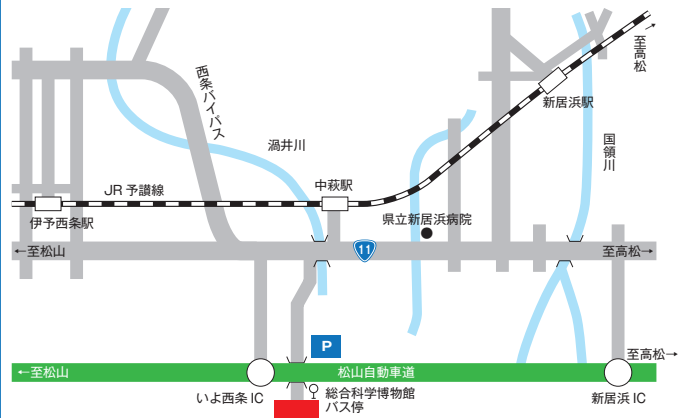 至高松→
西条バイパス
新居浜駅
渦井川
国領川
中萩駅
JR 予讃線
県立新居浜病院
伊予西条駅
←至松山
11
至高松→
P
至高松→
←至松山
松山自動車道
いよ西条 IC
総合科学博物館
バス停
新居浜 IC